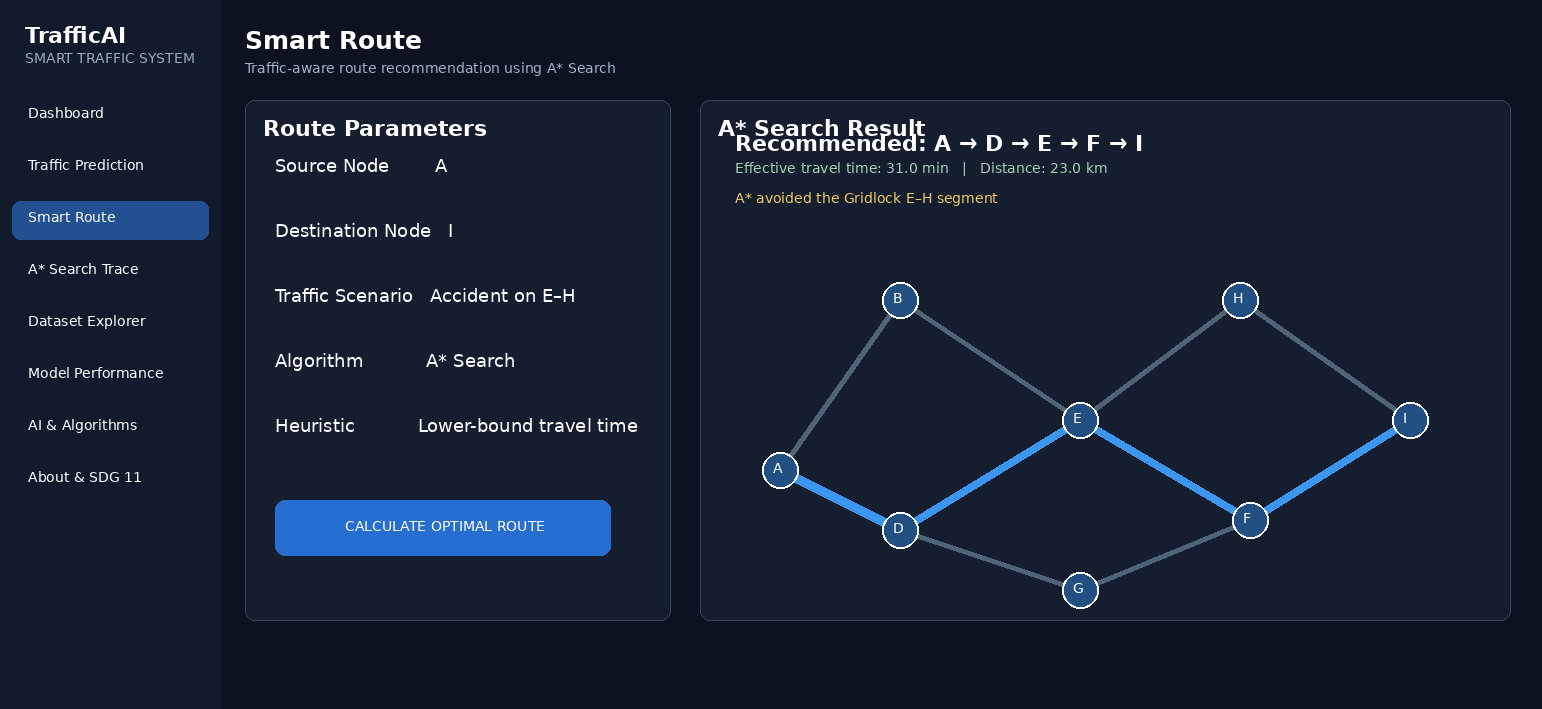 TrafficAI
SMART TRAFFIC SYSTEM
Dashboard
Traffic Prediction
Smart Route
A* Search Trace
Dataset Explorer
Model Performance
AI & Algorithms
About & SDG 11
Smart Route
Traffic-aware route recommendation using A* Search
Route Parameters
Source Node A
Destination Node I
Traffic Scenario Accident on E–H
Algorithm A* Search
Heuristic Lower-bound travel time
CALCULATE OPTIMAL ROUTE
A* Search Result
Recommended: A → D → E → F → I
Effective travel time: 31.0 min | Distance: 23.0 km
A* avoided the Gridlock E–H segment
B
H
E
I
A
F
D
G